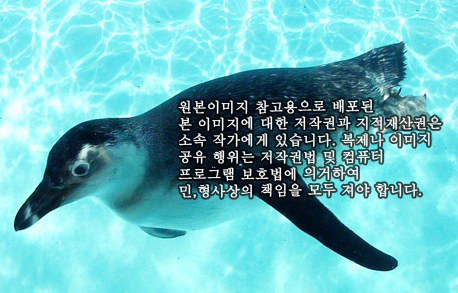 원본이미지 참고용으로 배포된
본 이미지에 대한 저작권과 지적재산권은
소속 작가에게 있습니다. 복제나 이미지
공유 행위는 저작권법 및 컴퓨터
프로그램 보호법에 의거하여
민,형사상의 책임을 모두 져야 합니다.